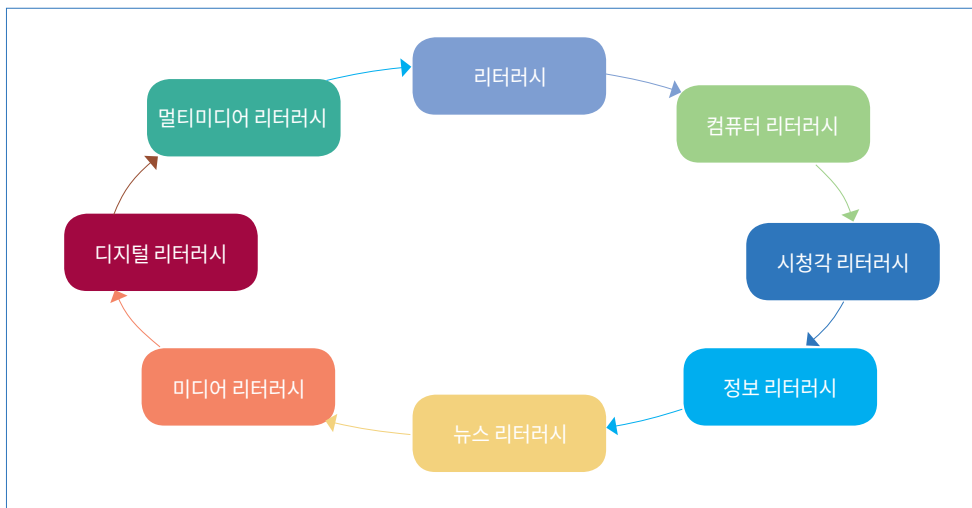 리터러시
컴퓨터 리터러시
시청각 리터러시
정보 리터러시
뉴스 리터러시
미디어 리터러시
디지털 리터러시
멀티미디어 리터러시